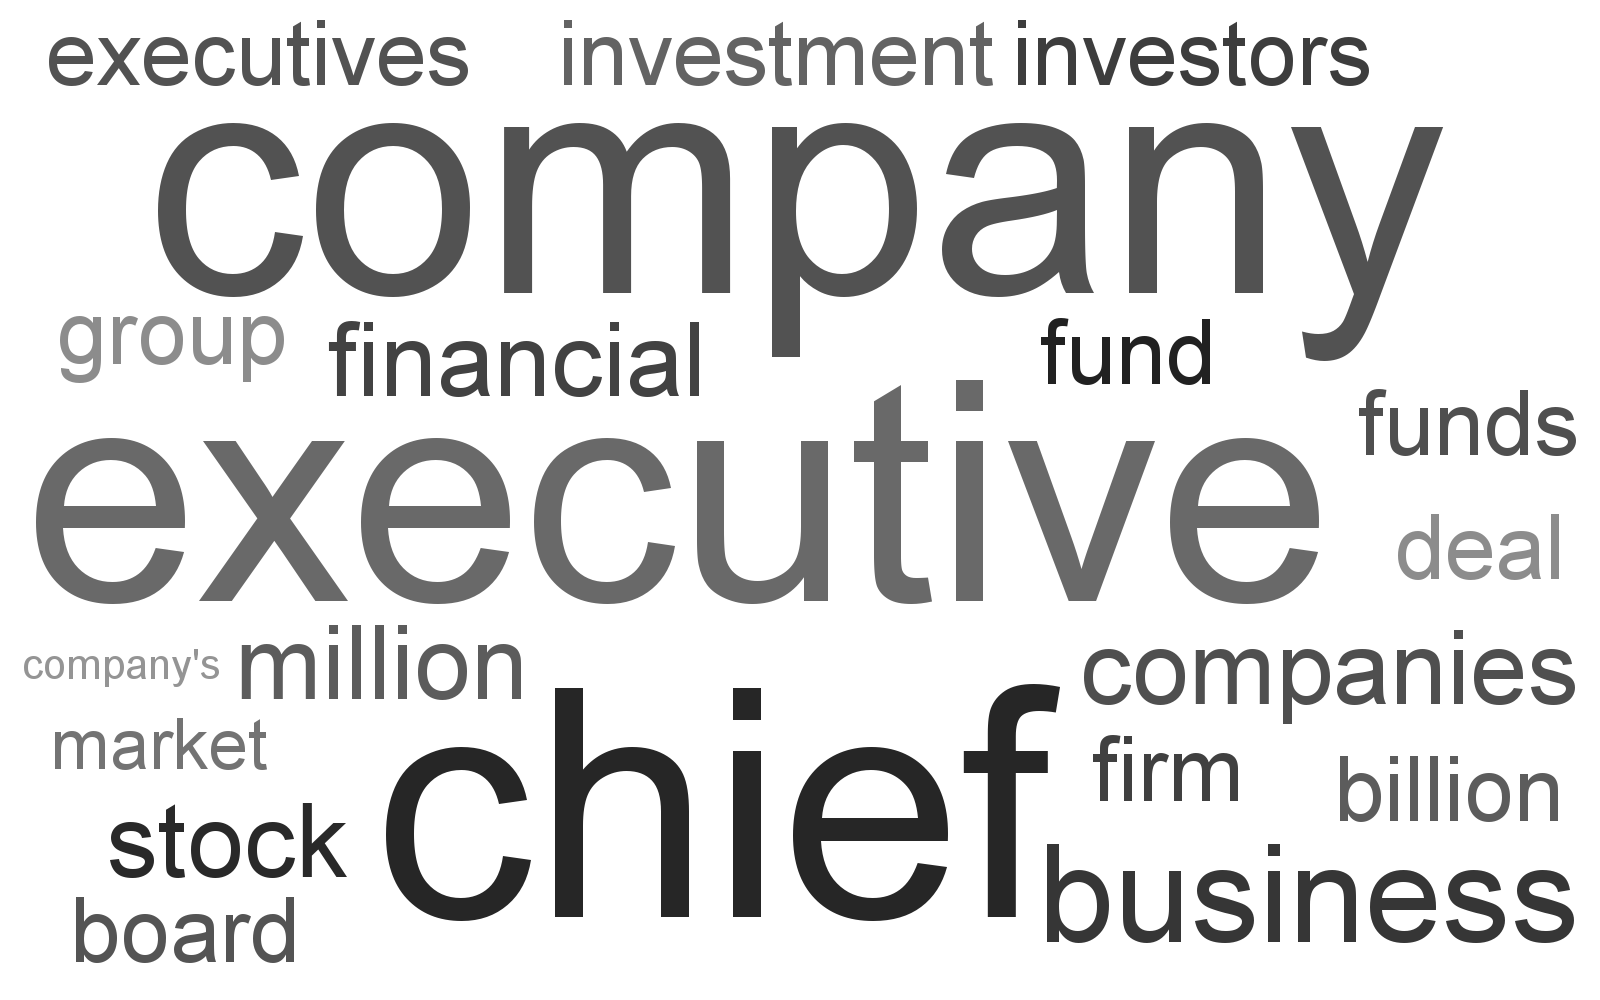 executives investment investors
company
group financial fund
funds
executive
deal
company's million companies
market chief firm billion
stock business
board